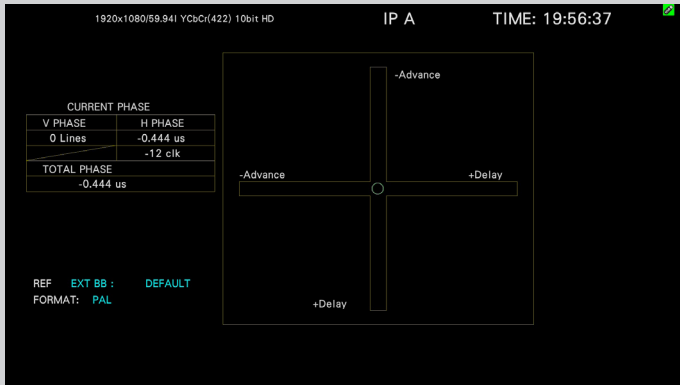 1920x1080/59.94I YCbCr(422) 10bit HD IP A TIME: 19:56:37
-Advance
CURRENT PHASE
V PHASE H PHASE
0 Lines -0.444 us
-12 clk
TOTAL PHASE
-0.444 us
-Advance +Delay
REF EXT BB : DEFAULT
FORMAT: PAL
+Delay